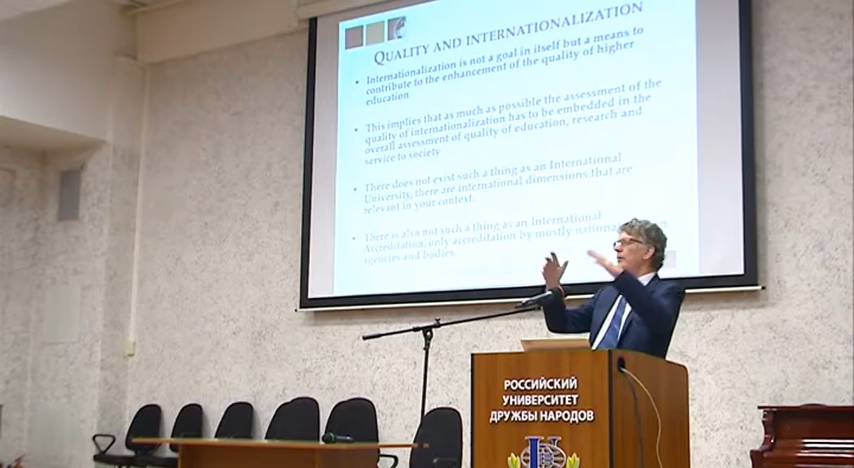 QUALITY AND INTERNATIONALIZATION
• Internationalization is not a goal in itself but a means to
contribute to the enhancement of the quality of higher
education
• This implies that as much as possible the assessment of the
quality of internationalization has to be embedded in the
overall assessment of quality of education, research and
service to society
• There does not exist such a thing as an International
University, there are international dimensions that are
relevant in your context.
• There is also not such a thing as an International
Accreditation, only accreditation by mostly national
agencies and bodies.
РОССИЙСКИЙ
УНИВЕРСИТЕТ
ДРУЖБЫ НАРОДОВ